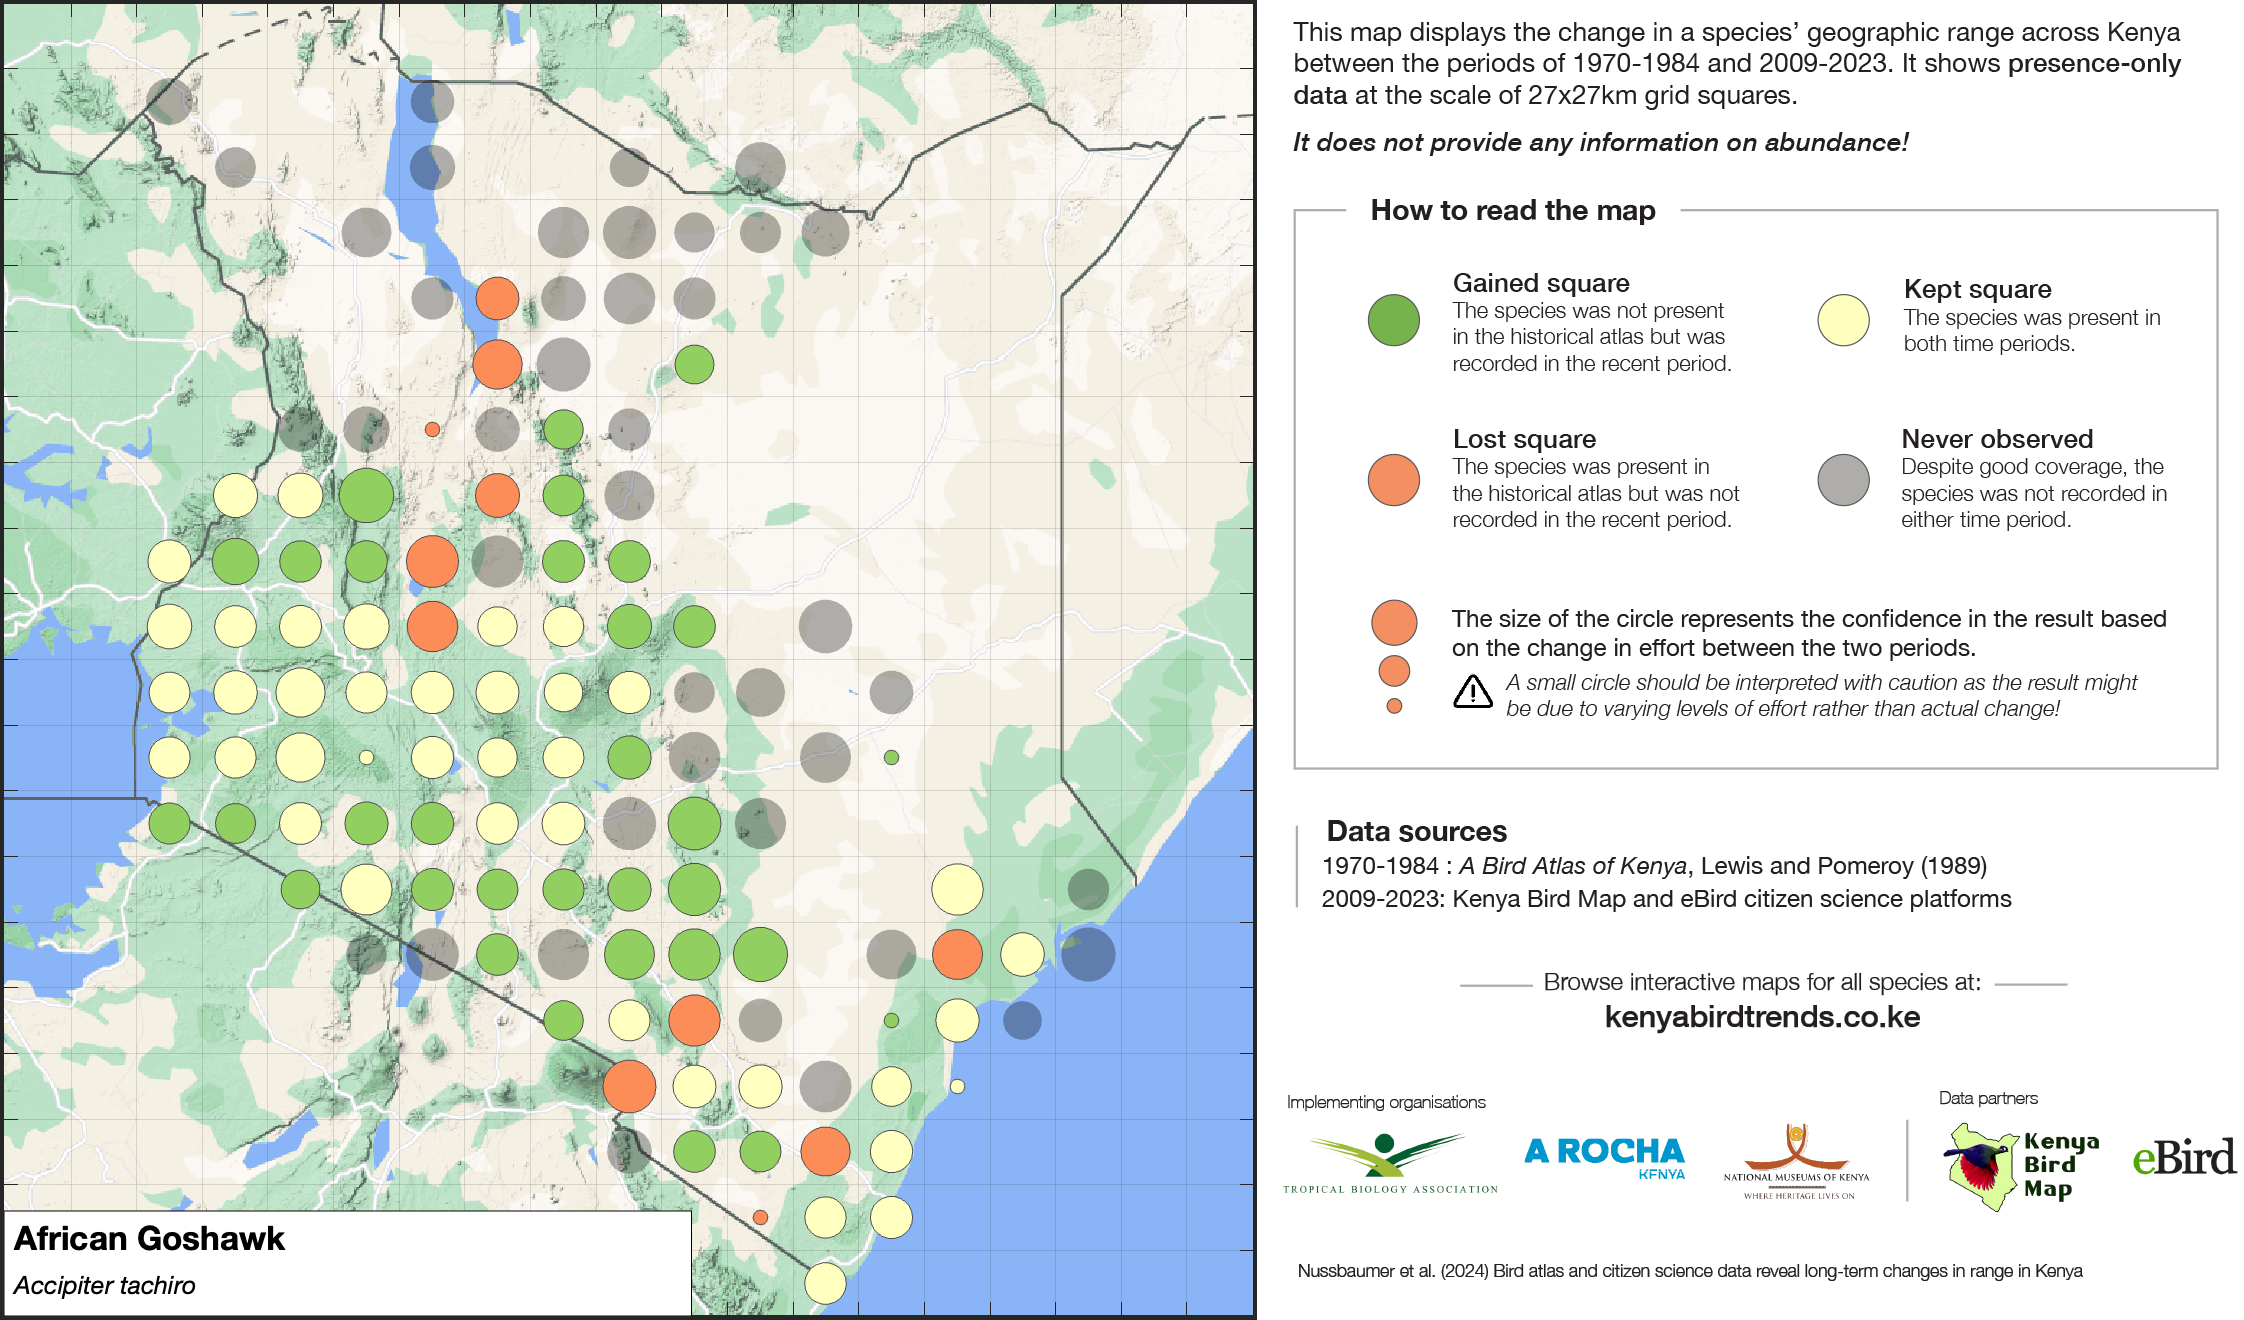 This map displays the change in a species’ geographic range across Kenya
between the periods of 1970-1984 and 2009-2023. It shows presence-only
data at the scale of 27x27km grid squares.
It does not provide any information on abundance!
How to read the map
Gained square
The species was not present
in the historical atlas but was
recorded in the recent period.
Kept square
The species was present in
both time periods.
Lost square
The species was present in
the historical atlas but was not
recorded in the recent period.
Never observed
Despite good coverage, the
species was not recorded in
either time period.
The size of the circle represents the confidence in the result based
on the change in effort between the two periods.
A small circle should be interpreted with caution as the result might
be due to varying levels of effort rather than actual change!
Data sources
1970-1984 : A Bird Atlas of Kenya, Lewis and Pomeroy (1989)
2009-2023: Kenya Bird Map and eBird citizen science platforms
Browse interactive maps for all species at:
kenyabirdtrends.co.ke
Implementing organisations
Data partners
TROPICAL BIOLOGY ASSOCIATION
A ROCHA
KENYA
NATIONAL MUSEUMS OF KENYA
WHERE HERITAGE LIVES ON
Kenya
Bird
Map
eBird
African Goshawk
Accipiter tachiro
Nussbaumer et al. (2024) Bird atlas and citizen science data reveal long-term changes in range in Kenya